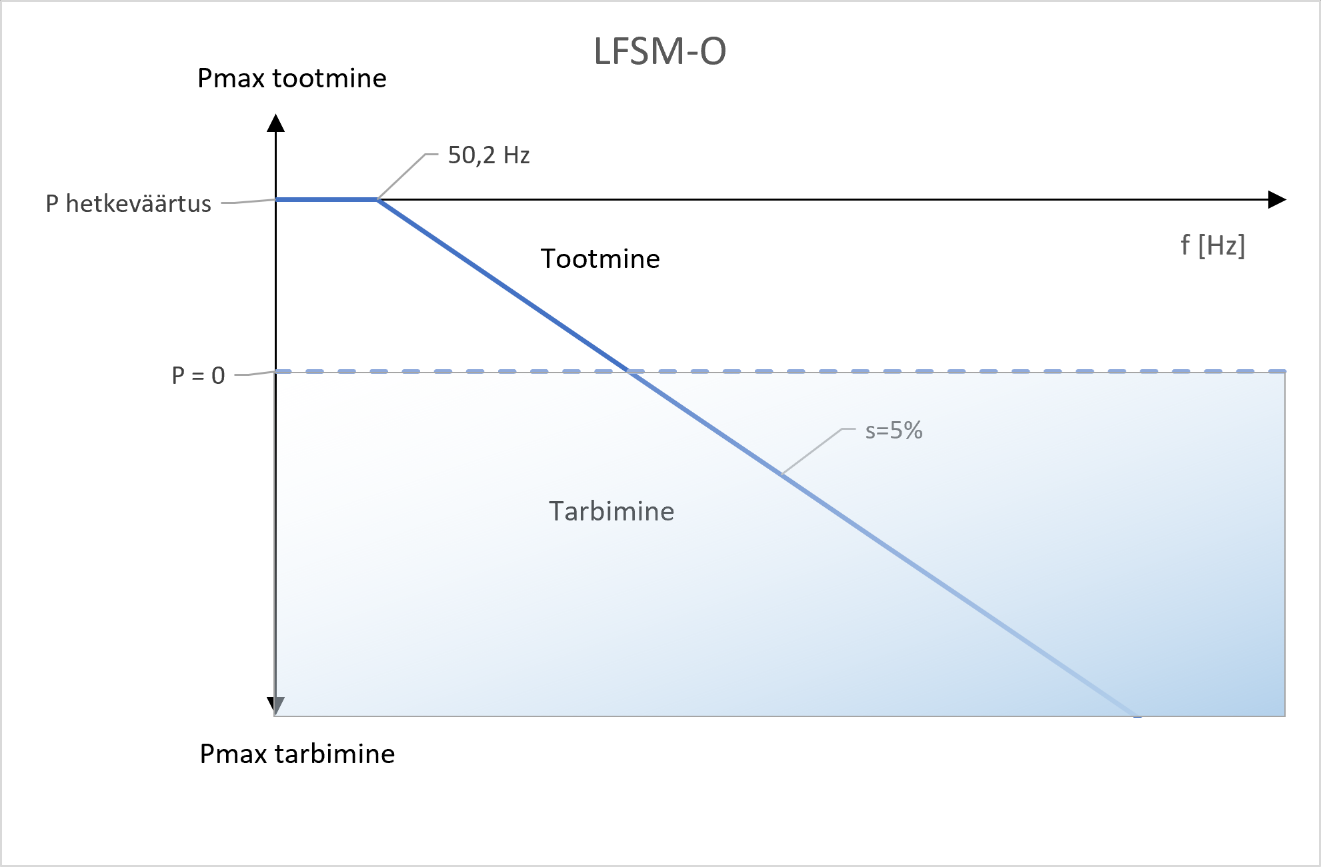 LFSM-O
Pmax tootmine
50,2 Hz
P hetkeväärtus
f [Hz]
Tootmine
P = 0
s=5%
Tarbimine
Pmax tarbimine